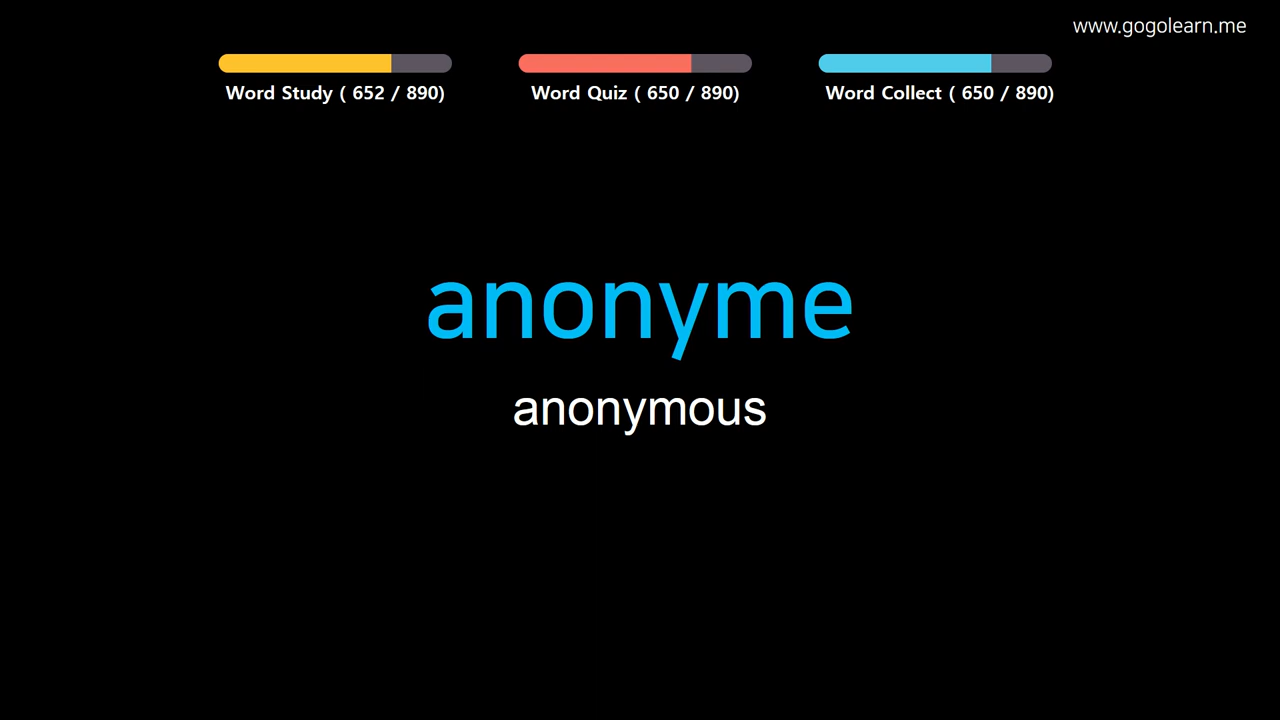 www.gogolearn.me
Word Study ( 652 / 890)
Word Quiz ( 650 / 890)
Word Collect ( 650 / 890)
anonyme
anonymous